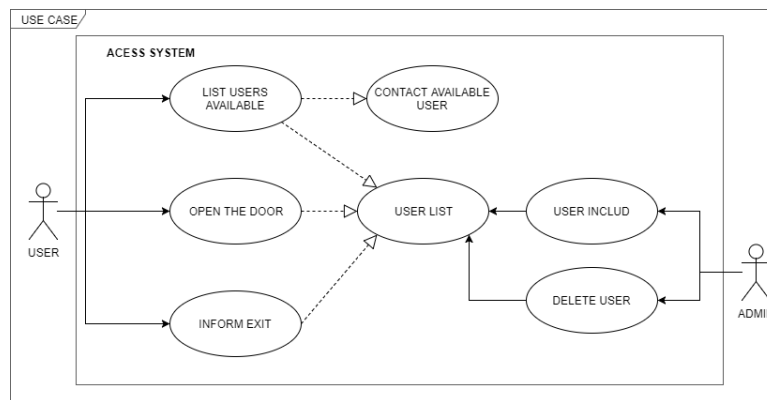 USE CASE
ACESS SYSTEM
LIST USERS
AVAILABLE
CONTACT AVAILABLE
USER
OPEN THE DOOR
USER LIST
USER INCLUD
USER
DELETE USER
INFORM EXIT
ADMI